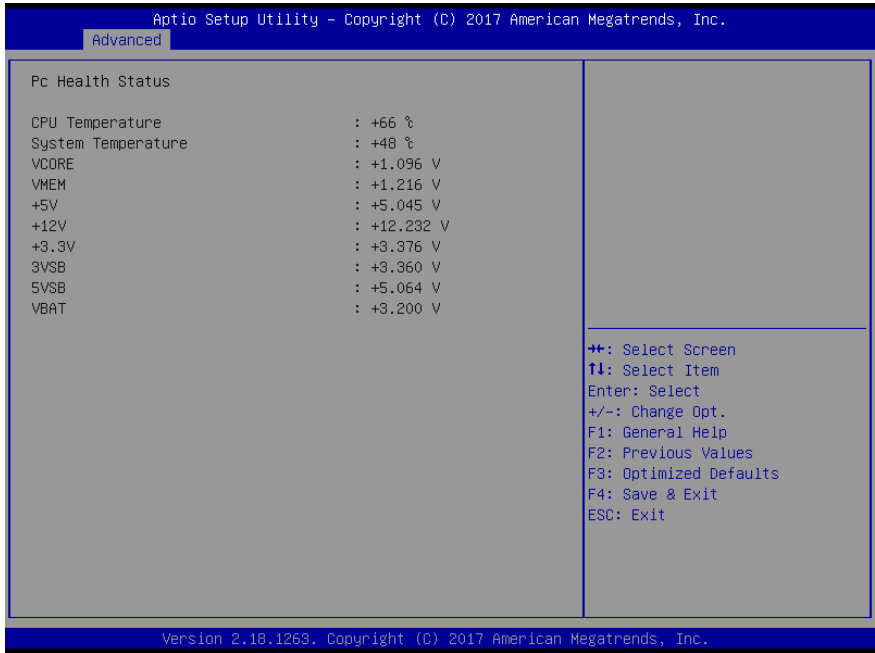 Aptio Setup Utility – Copyright (C) 2017 American Megatrends, Inc.
Advanced
Pc Health Status
CPU Temperature : +66 ℃
System Temperature : +48 ℃
VCORE : +1.096 V
VMEM : +1.216 V
+5V : +5.045 V
+12V : +12.232 V
+3.3V : +3.376 V
3VSB : +3.360 V
5VSB : +5.064 V
VBAT : +3.200 V
→←: Select Screen
↑↓: Select Item
Enter: Select
+/-: Change Opt.
F1: General Help
F2: Previous Values
F3: Optimized Defaults
F4: Save & Exit
ESC: Exit
Version 2.18.1263. Copyright (C) 2017 American Megatrends, Inc.